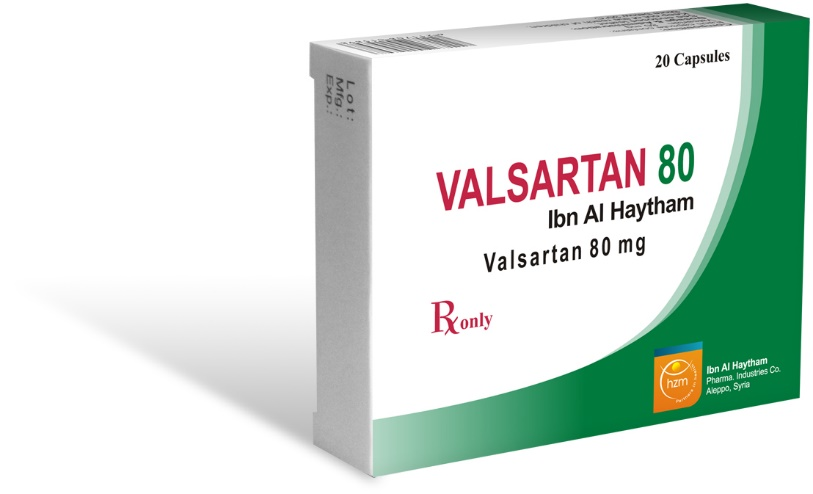 20 Capsules
VALSARTAN 80
Ibn Al Haytham
Valsartan 80 mg
Rx only
hzm
Ibn Al Haytham
Pharma. Industries Co.
Aleppo, Syria
Lot:
Mfg.:
Exp.: